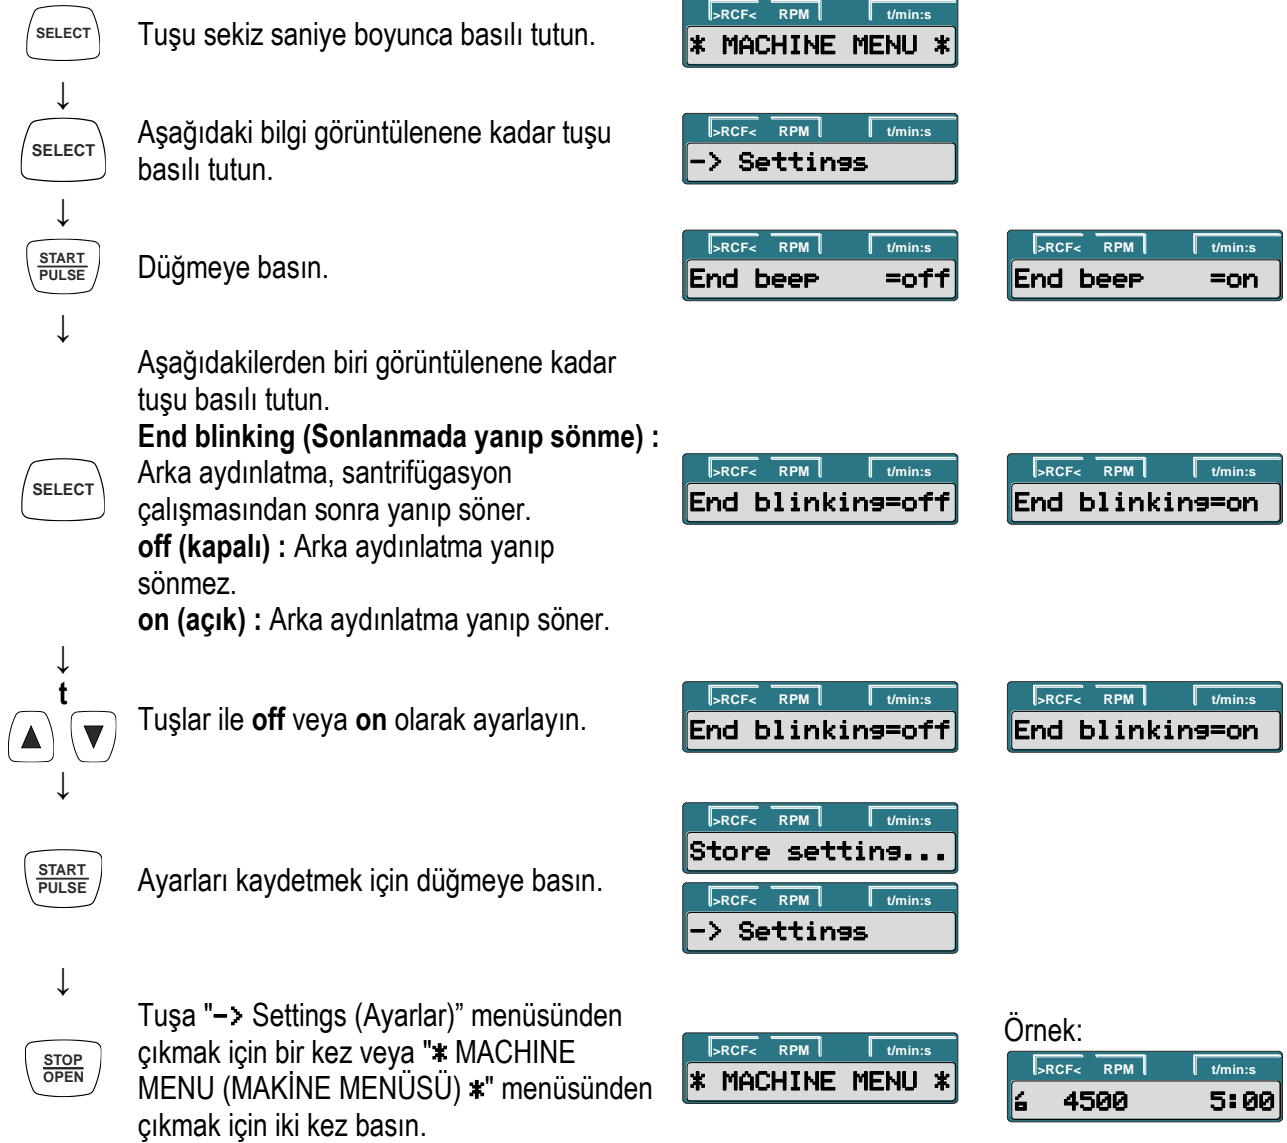 SELECT
Tuşu sekiz saniye boyunca basılı tutun.
>RCF< RPM t/min:s
* MACHINE MENU *
↓
SELECT
Aşağıdaki bilgi görüntülenene kadar tuşu
basılı tutun.
>RCF< RPM t/min:s
-> Settings
↓
START
PULSE
Düğmeye basın.
>RCF< RPM t/min:s
End beep =off
>RCF< RPM t/min:s
End beep =on
↓
SELECT
Aşağıdakilerden biri görüntülenene kadar
tuşu basılı tutun.
End blinking (Sonlanmada yanıp sönme) :
Arka aydınlatma, santrifügasyon
çalışmasından sonra yanıp söner.
off (kapalı) : Arka aydınlatma yanıp
sönmez.
on (açık) : Arka aydınlatma yanıp söner.
>RCF< RPM t/min:s
End blinking=off
>RCF< RPM t/min:s
End blinking=on
↓
t
▲ ▼
Tuşlar ile off veya on olarak ayarlayın.
>RCF< RPM t/min:s
End blinking=off
>RCF< RPM t/min:s
End blinking=on
↓
START
PULSE
Ayarları kaydetmek için düğmeye basın.
>RCF< RPM t/min:s
Store setting...
>RCF< RPM t/min:s
-> Settings
↓
STOP
OPEN
Tuşa "-> Settings (Ayarlar)” menüsünden
çıkmak için bir kez veya "* MACHINE
MENU (MAKİNE MENÜSÜ) *" menüsünden
çıkmak için iki kez basın.
>RCF< RPM t/min:s
* MACHINE MENU *
Örnek:
>RCF< RPM t/min:s
4500 5:00